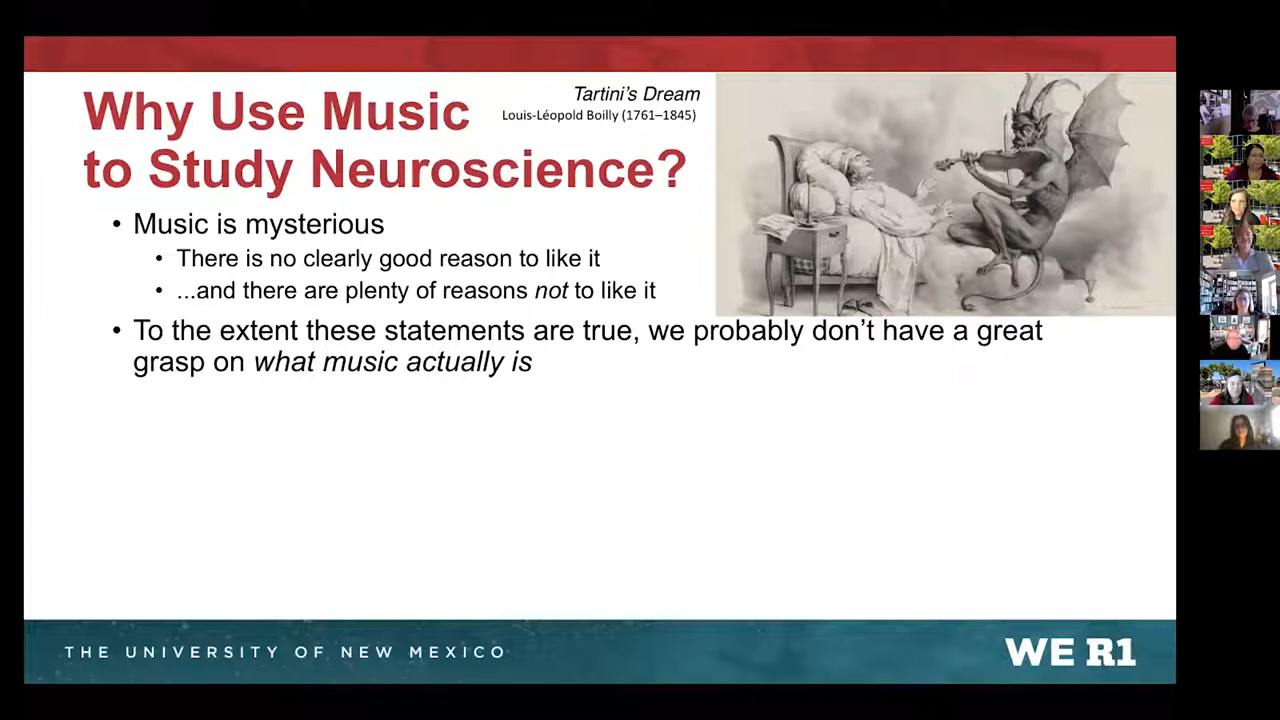 Why Use Music
to Study Neuroscience?
Tartini's Dream
Louis-Léopold Boilly (1761–1845)
• Music is mysterious
• There is no clearly good reason to like it
• ...and there are plenty of reasons not to like it
• To the extent these statements are true, we probably don't have a great
grasp on what music actually is
THE UNIVERSITY OF NEW MEXICO
WE R1